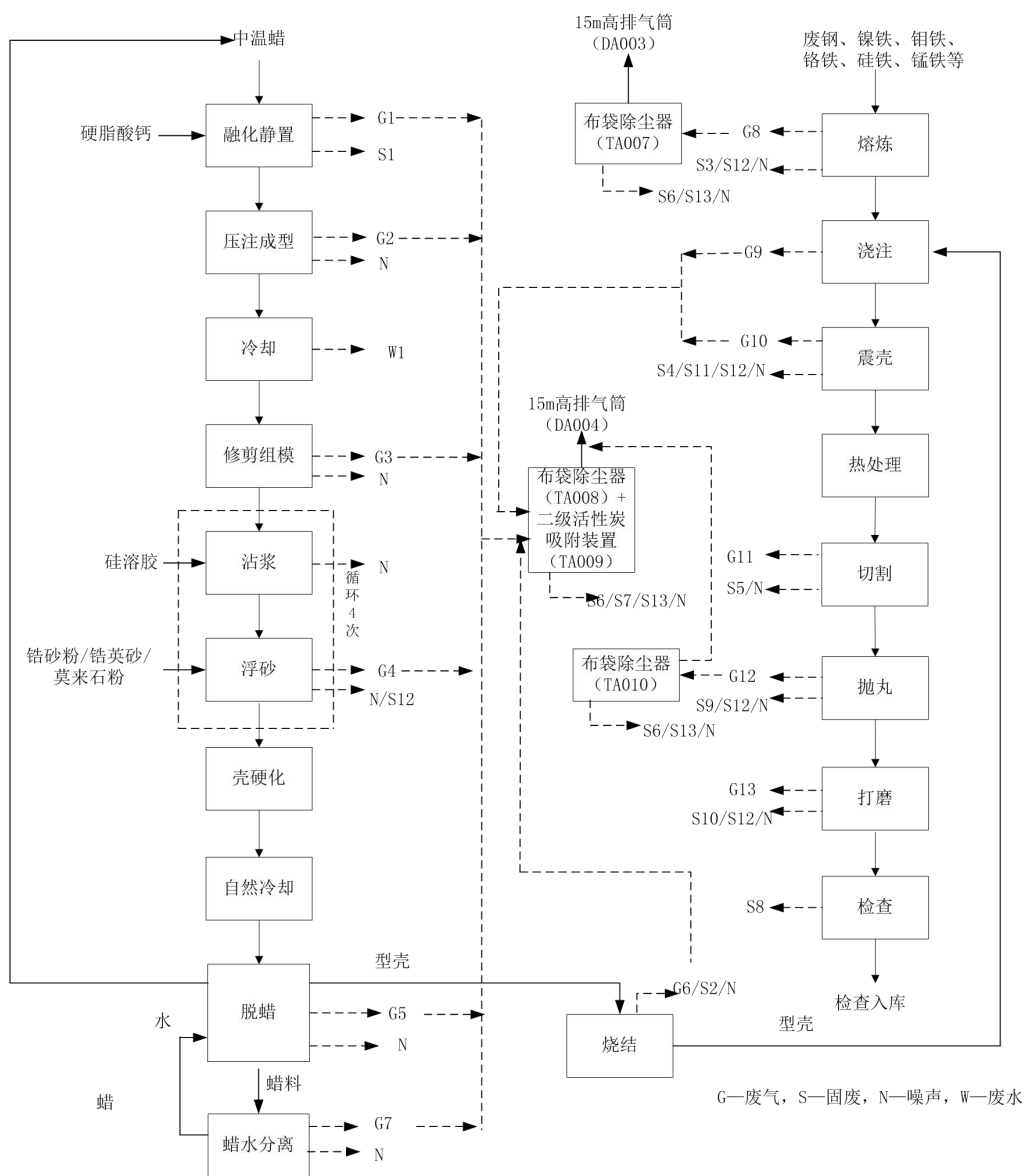 中温蜡
硬脂酸钙
融化静置
G1
S1
压注成型
G2
N
冷却
W1
修剪组模
G3
N
硅溶胶
沾浆
N
循环4次
锆砂粉/锆英砂/
莫来石粉
浮砂
G4
N/S12
壳硬化
自然冷却
型壳
脱蜡
G5
N
水
蜡
蜡料
蜡水分离
G7
N
15m高排气筒
(DA003)
布袋除尘器
(TA007)
G8
S3/S12/N
S6/S13/N
废钢、镍铁、钼铁、
铬铁、硅铁、锰铁等
熔炼
G9
浇注
G10
S4/S11/S12/N
震壳
15m高排气筒
(DA004)
布袋除尘器
(TA008)+
二级活性炭
吸附装置
(TA009)
S6/S7/S13/N
热处理
G11
S5/N
切割
布袋除尘器
(TA010)
G12
S9/S12/N
S6/S13/N
抛丸
G13
S10/S12/N
打磨
S8
检查
检查入库
G6/S2/N
烧结
型壳
G—废气，S—固废，N—噪声，W—废水